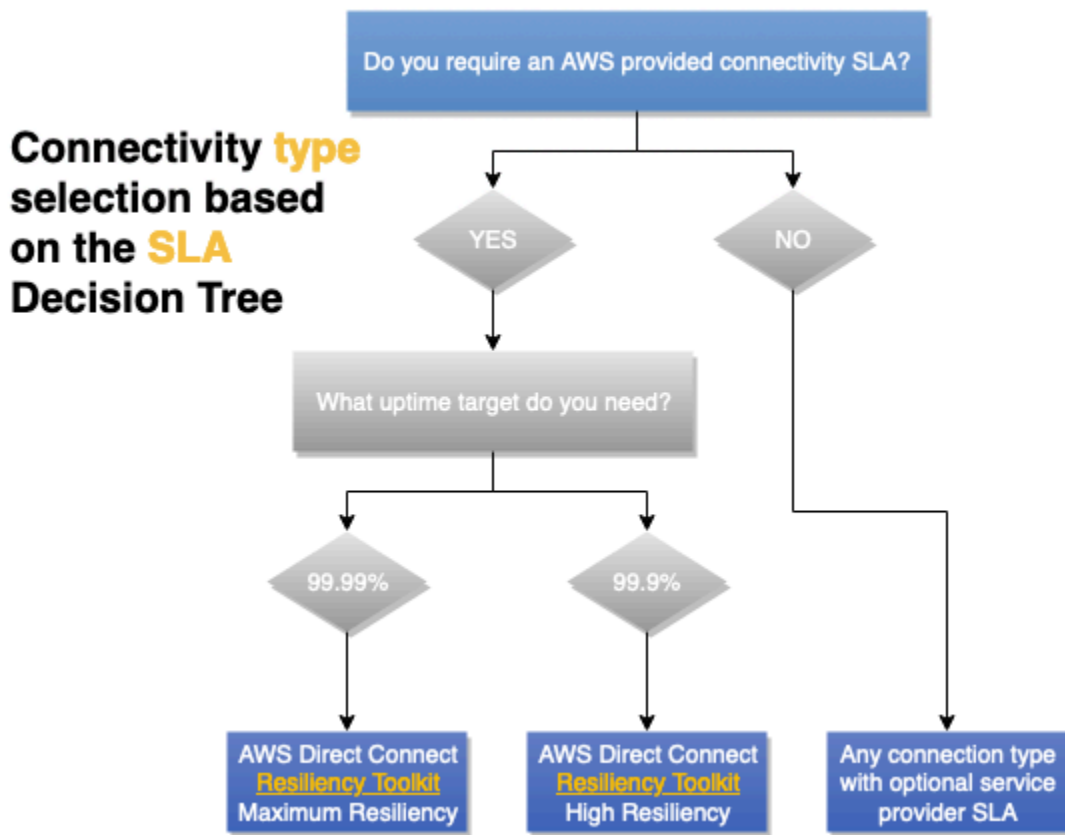 Do you require an AWS provided connectivity SLA?
Connectivity type
selection based
on the SLA
Decision Tree
YES
NO
What uptime target do you need?
99.99%
99.9%
AWS Direct Connect
Resiliency Toolkit
Maximum Resiliency
AWS Direct Connect
Resiliency Toolkit
High Resiliency
Any connection type
with optional service
provider SLA